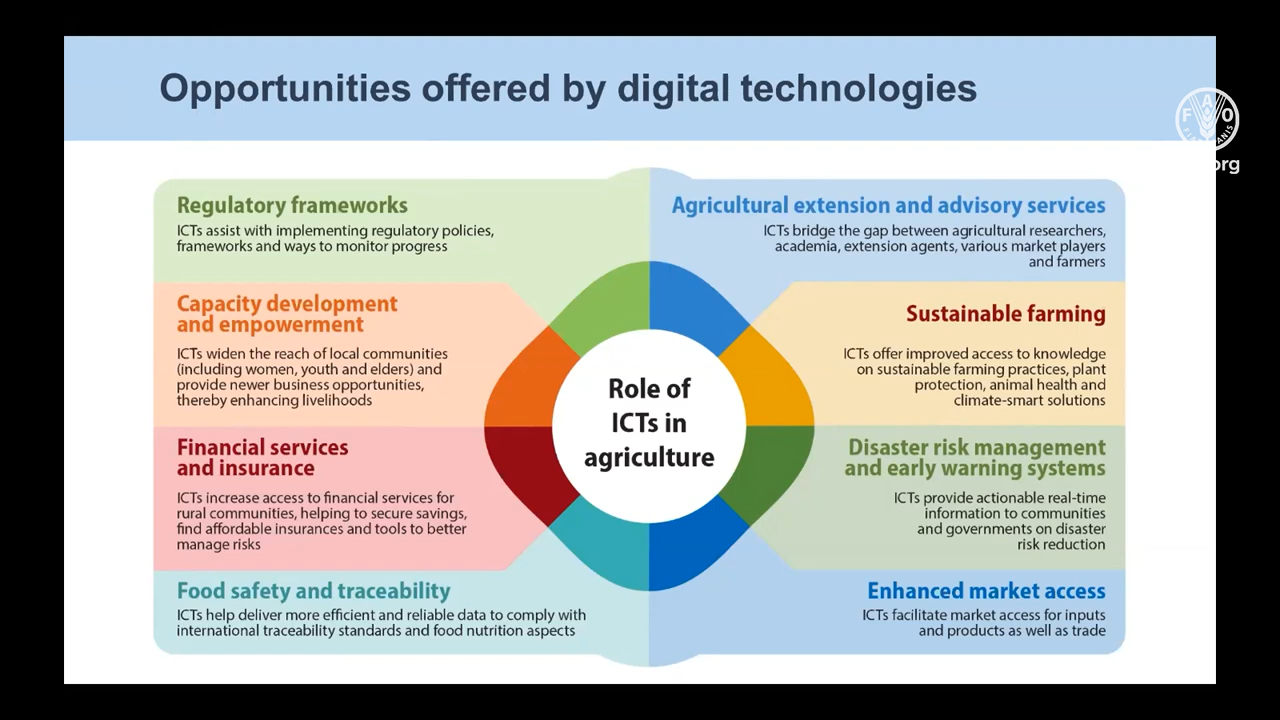 Opportunities offered by digital technologies
F A O
.org
Regulatory frameworks
ICTs assist with implementing regulatory policies,
frameworks and ways to monitor progress
Capacity development
and empowerment
ICTs widen the reach of local communities
(including women, youth and elders) and
provide newer business opportunities,
thereby enhancing livelihoods
Financial services
and insurance
ICTs increase access to financial services for
rural communities, helping to secure savings,
find affordable insurances and tools to better
manage risks
Food safety and traceability
ICTs help deliver more efficient and reliable data to comply with
international traceability standards and food nutrition aspects
Role of
ICTs in
agriculture
Agricultural extension and advisory services
ICTs bridge the gap between agricultural researchers,
academia, extension agents, various market players
and farmers
Sustainable farming
ICTs offer improved access to knowledge
on sustainable farming practices, plant
protection, animal health and
climate-smart solutions
Disaster risk management
and early warning systems
ICTs provide actionable real-time
information to communities
and governments on disaster
risk reduction
Enhanced market access
ICTs facilitate market access for inputs
and products as well as trade